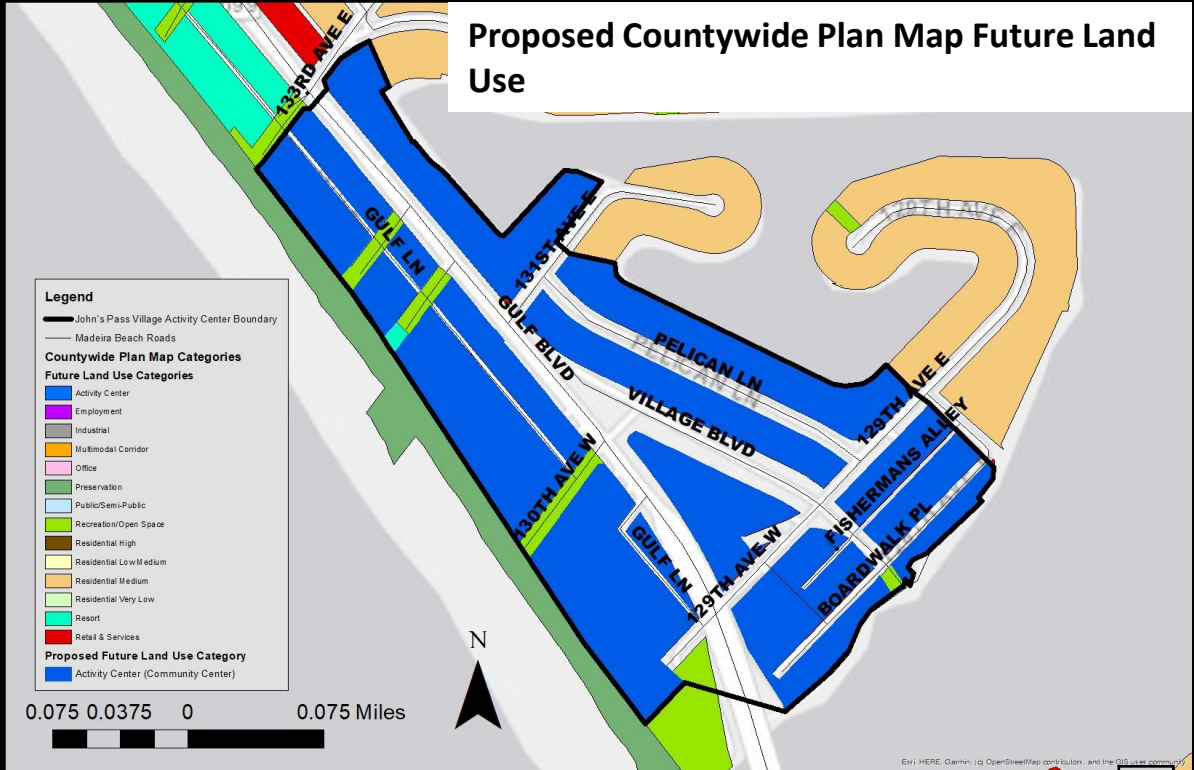 Proposed Countywide Plan Map Future Land
Use
133RD AVE E
GULF LN
131ST AVE E
GULF BLVD
PELICAN LN
PELICAN LN
VILLAGE BLVD
129TH AVE E
129TH AVE E
FISHERMANS ALLEY
130TH AVE W
GULF LN
129TH AVE W
BOARDWALK PL
Legend
John's Pass Village Activity Center Boundary
Madeira Beach Roads
Countywide Plan Map Categories
Future Land Use Categories
Activity Center
Employment
Industrial
Multimodal Corridor
Office
Preservation
Public/Semi-Public
Recreation/Open Space
Residential High
Residential Low Medium
Residential Medium
Residential Very Low
Resort
Retail & Services
Proposed Future Land Use Category
Activity Center (Community Center)
N
0.075 0.0375 0 0.075 Miles
Esri, HERE, Garmin, (c) OpenStreetMap contributors, and the GIS user community